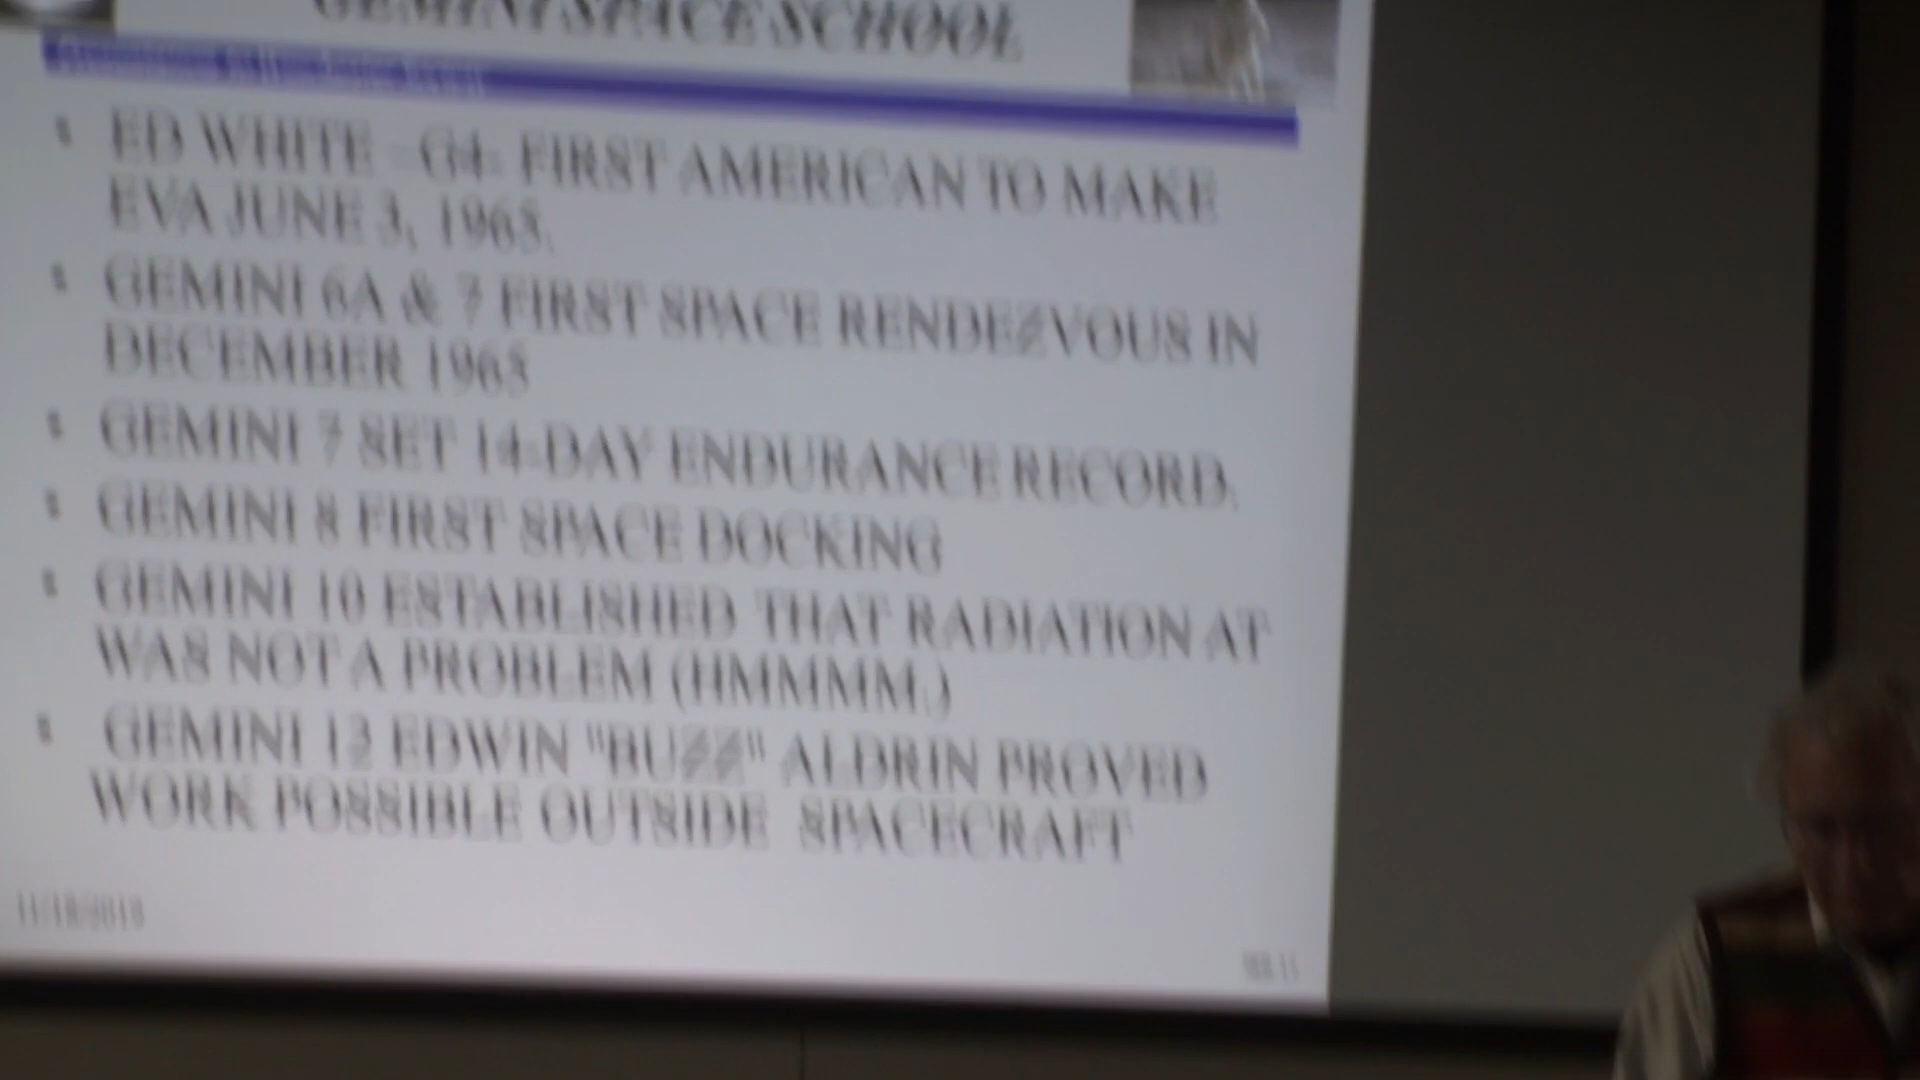 GEMINI SPACE SCHOOL
ED WHITE -G4- FIRST AMERICAN TO MAKE
EVA JUNE 3, 1965.
GEMINI 6A & 7 FIRST SPACE RENDEZVOUS IN
DECEMBER 1965
GEMINI 7 SET 14-DAY ENDURANCE RECORD.
GEMINI 8 FIRST SPACE DOCKING
GEMINI 10 ESTABLISHED THAT RADIATION AT
WAS NOT A PROBLEM (HMMMM.)
GEMINI 12 EDWIN "BUZZ" ALDRIN PROVED
WORK POSSIBLE OUTSIDE SPACECRAFT